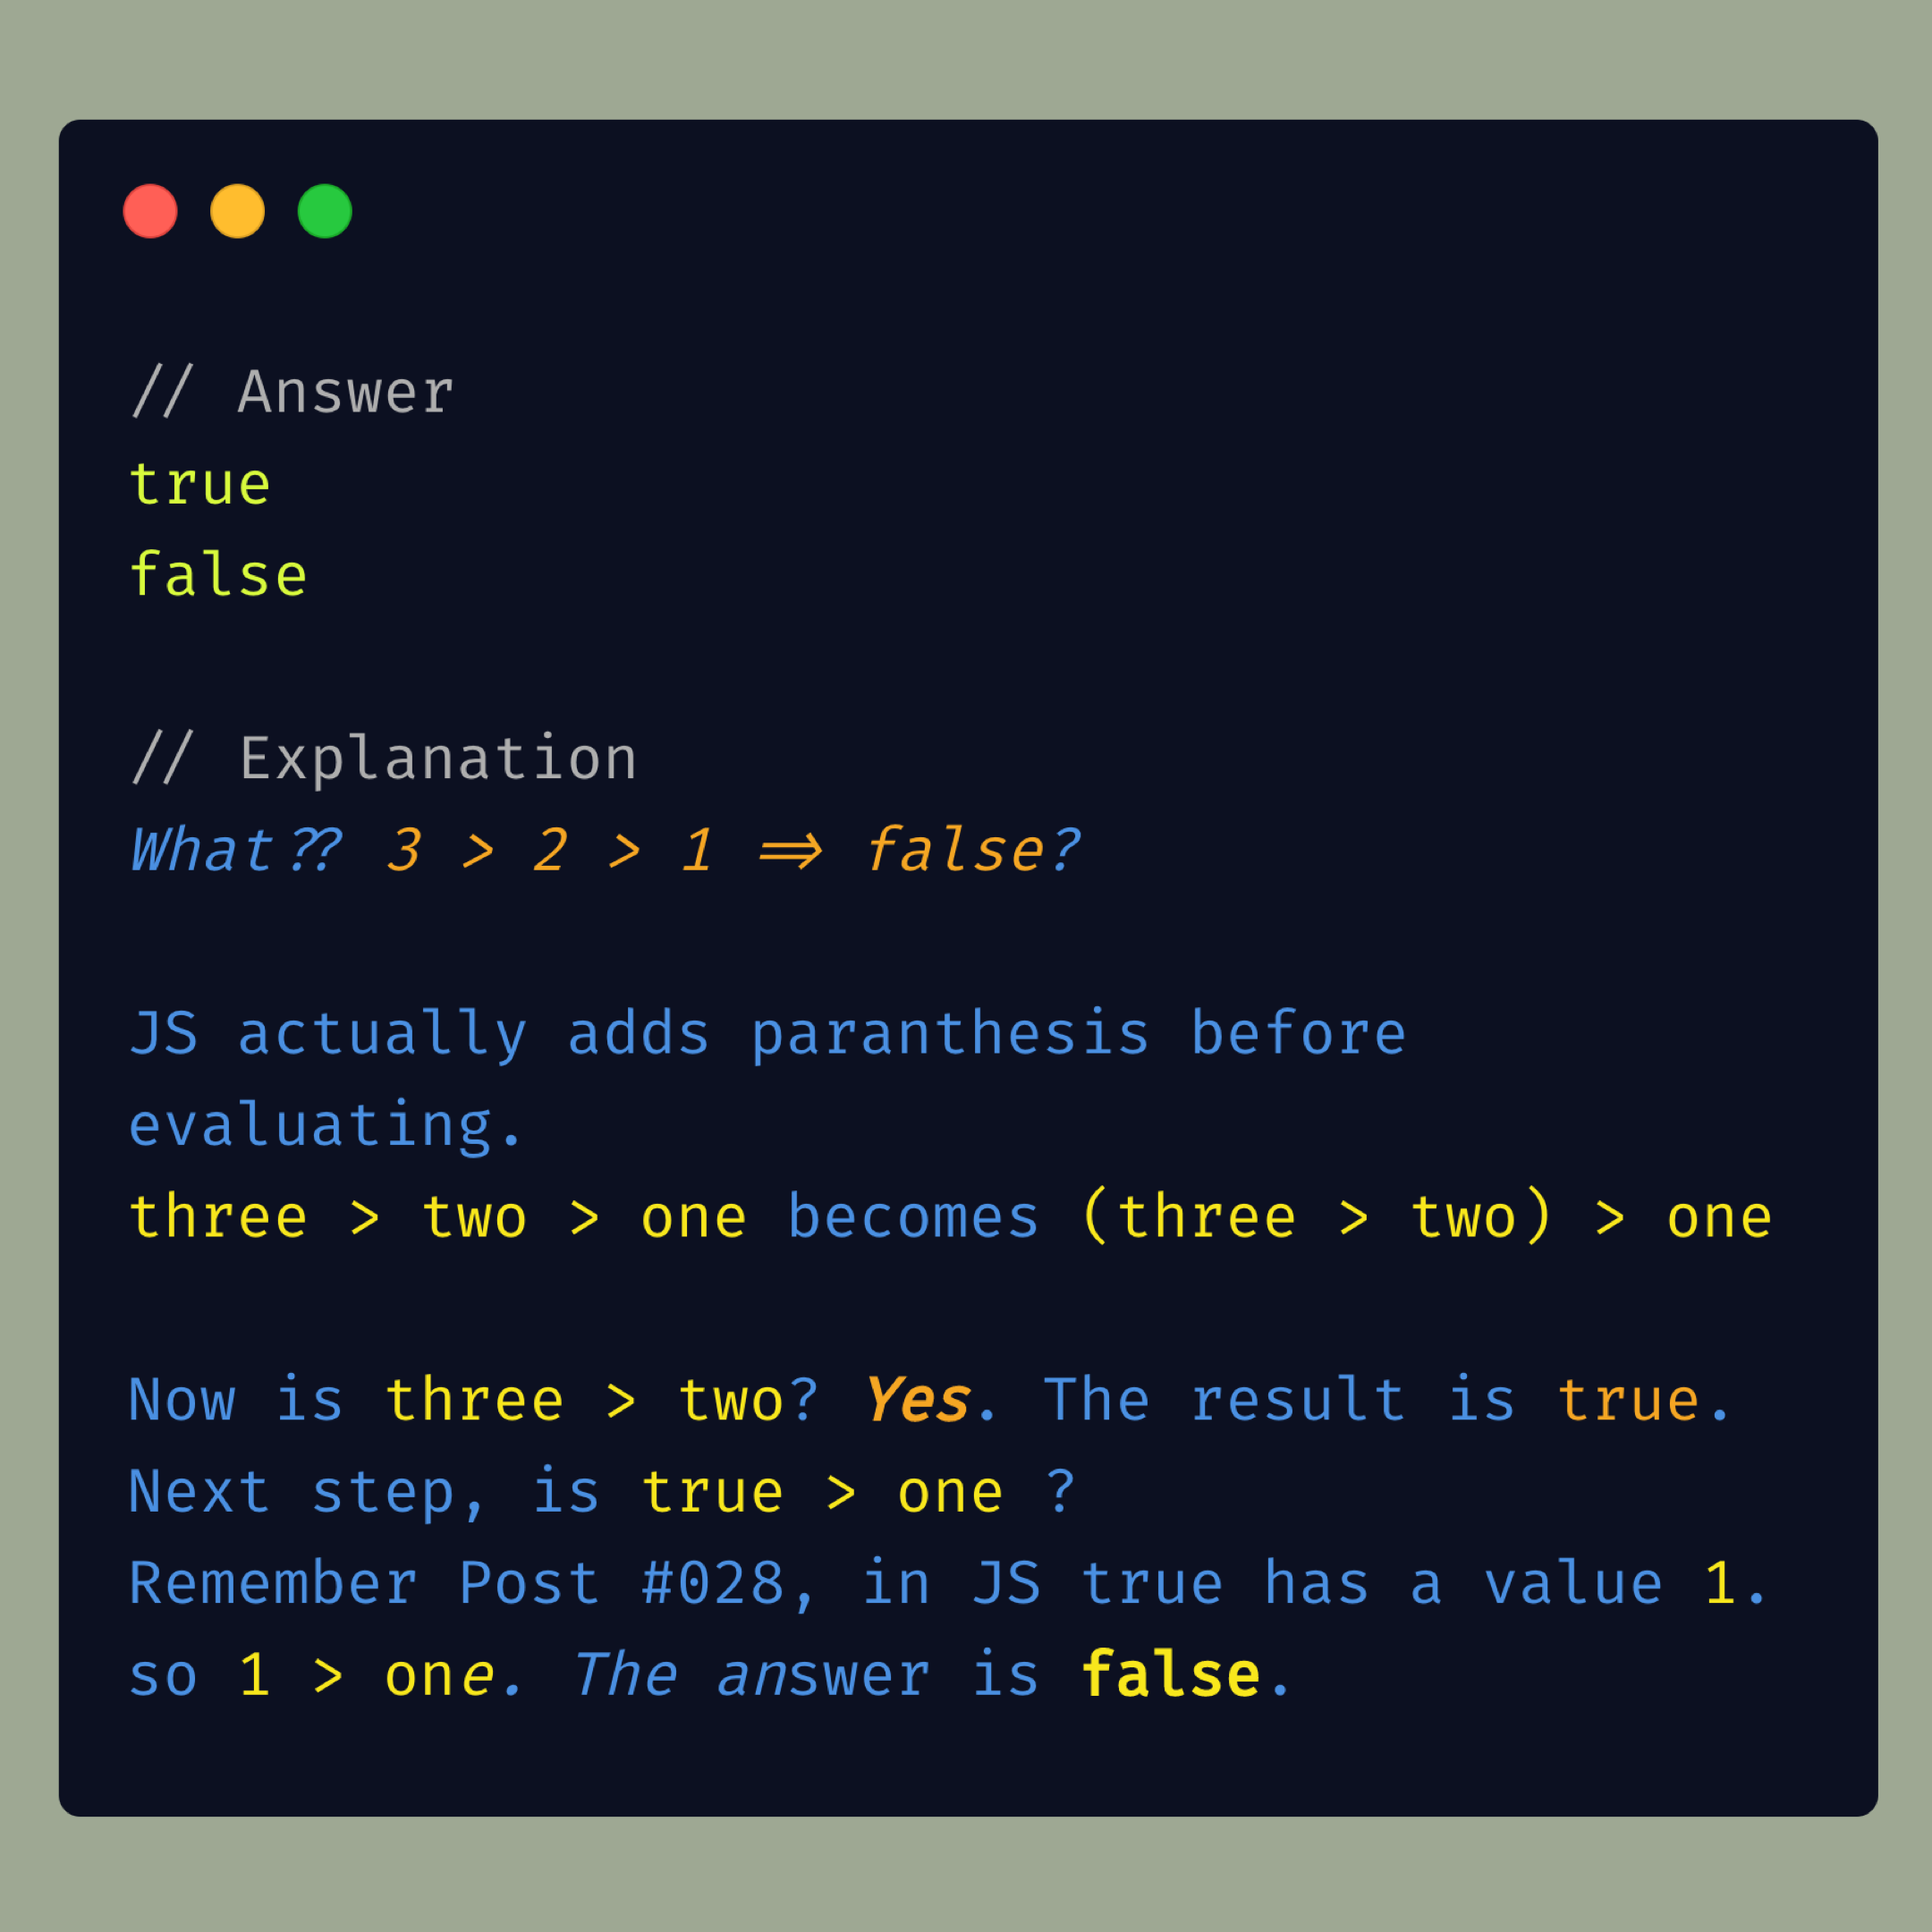 // Answer
true
false
// Explanation
What?? 3 > 2 > 1 => false?
JS actually adds paranthesis before
evaluating.
three > two > one becomes (three > two) > one
Now is three > two? Yes. The result is true.
Next step, is true > one ?
Remember Post #028, in JS true has a value 1.
so 1 > one. The answer is false.